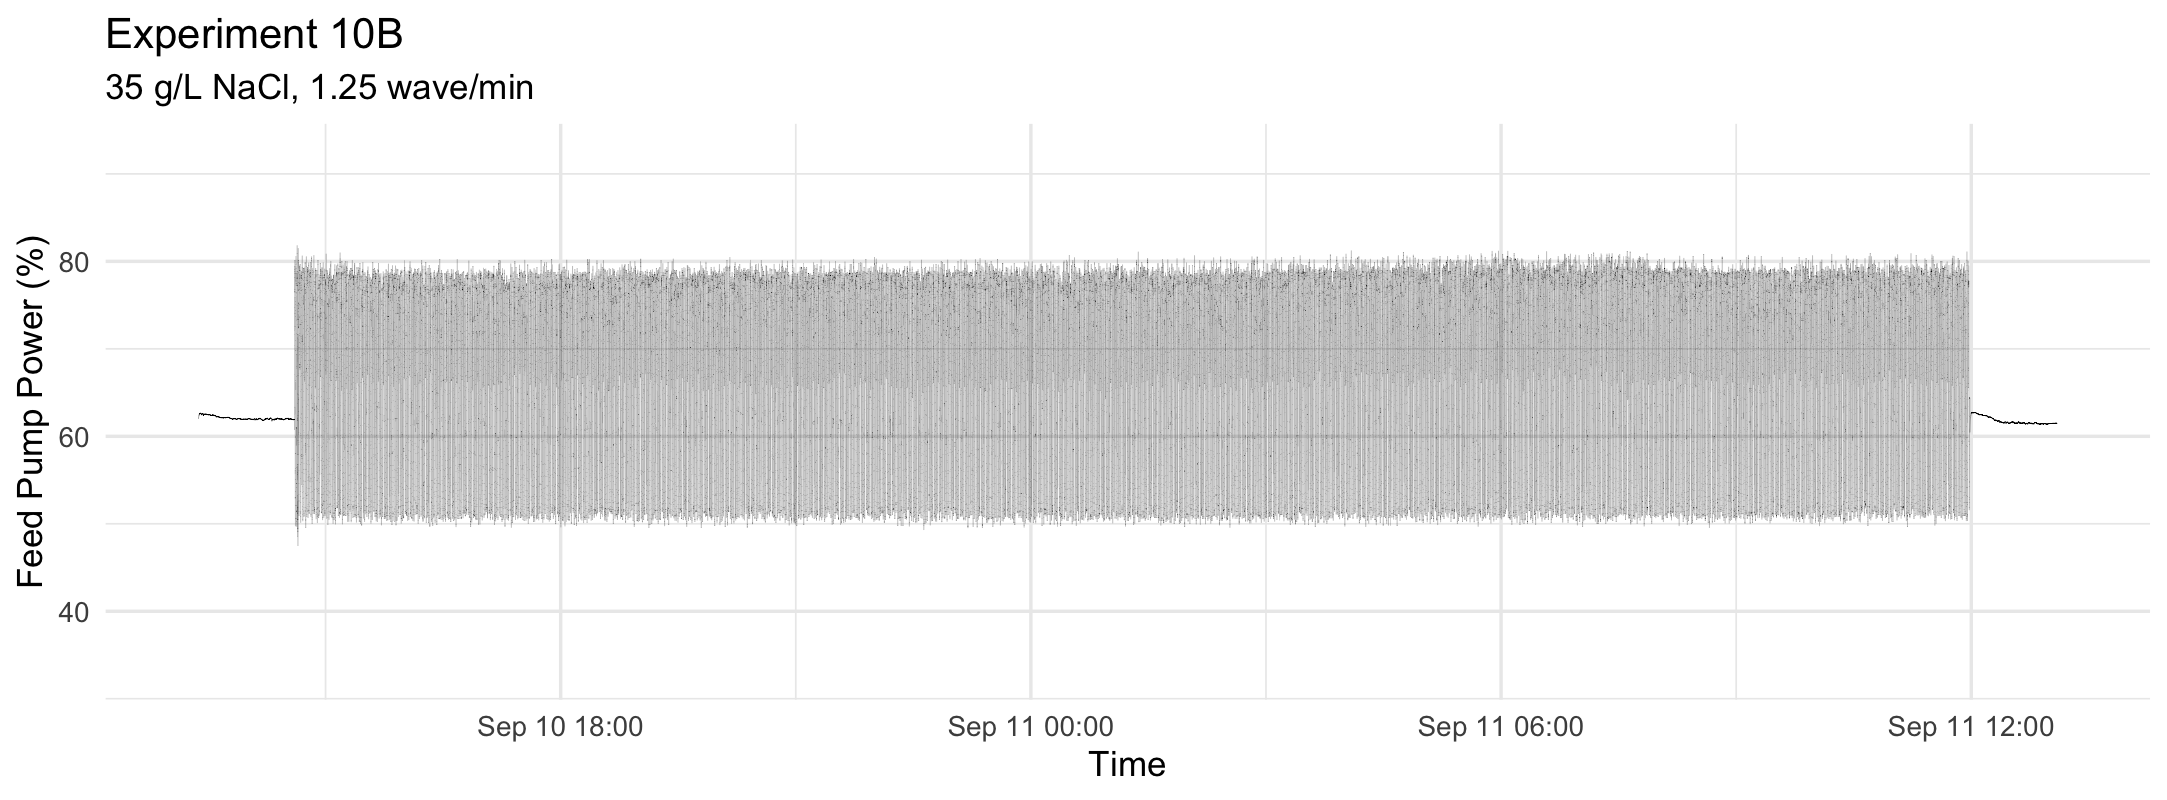 Experiment 10B
35 g/L NaCl, 1.25 wave/min
Feed Pump Power (%)
80
60
40
Sep 10 18:00
Sep 11 00:00
Sep 11 06:00
Sep 11 12:00
Time